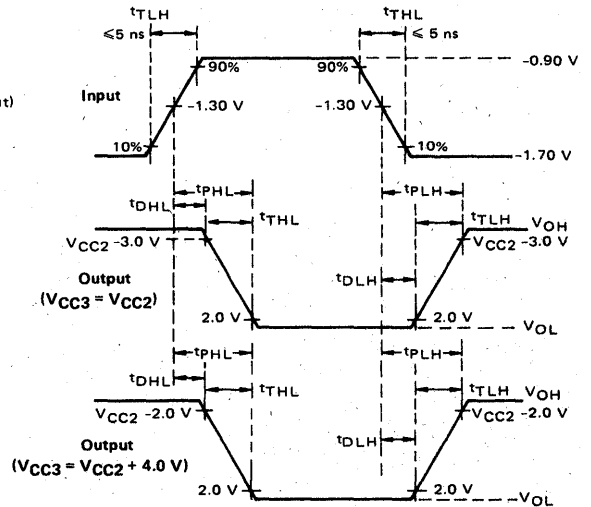 tTLH
tTHL
≤5 ns
≤ 5 ns
90%
90%
-0.90 V
ut)
Input
-1.30 V
-1.30 V
10%
10%
-1.70 V
tPHL
tPLH
tDHL
tTHL
tTLH
VOH
VCC2 -3.0 V
VCC2 -3.0 V
Output
(VCC3 = VCC2)
tDLH
2.0 V
2.0 V
VOL
tPHL
tPLH
tDHL
tTHL
tTLH
VOH
VCC2 -2.0 V
VCC2 -2.0 V
Output
(VCC3 = VCC2 + 4.0 V)
tDLH
2.0 V
2.0 V
VOL